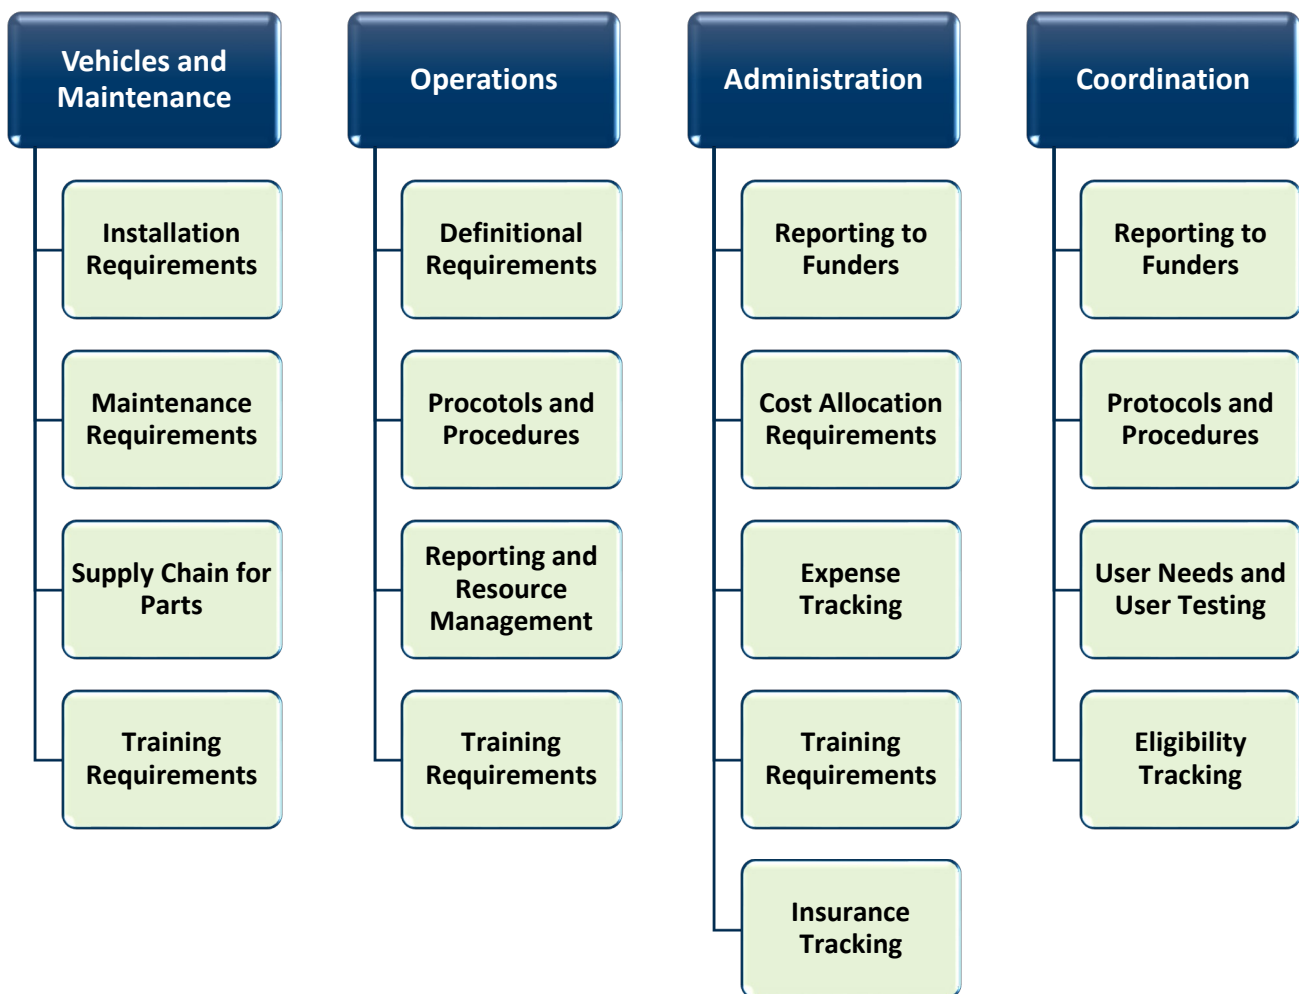 Vehicles and
Maintenance
Installation
Requirements
Maintenance
Requirements
Supply Chain for
Parts
Training
Requirements
Operations
Definitional
Requirements
Procotols and
Procedures
Reporting and
Resource
Management
Training
Requirements
Administration
Reporting to
Funders
Cost Allocation
Requirements
Expense
Tracking
Training
Requirements
Insurance
Tracking
Coordination
Reporting to
Funders
Protocols and
Procedures
User Needs and
User Testing
Eligibility
Tracking